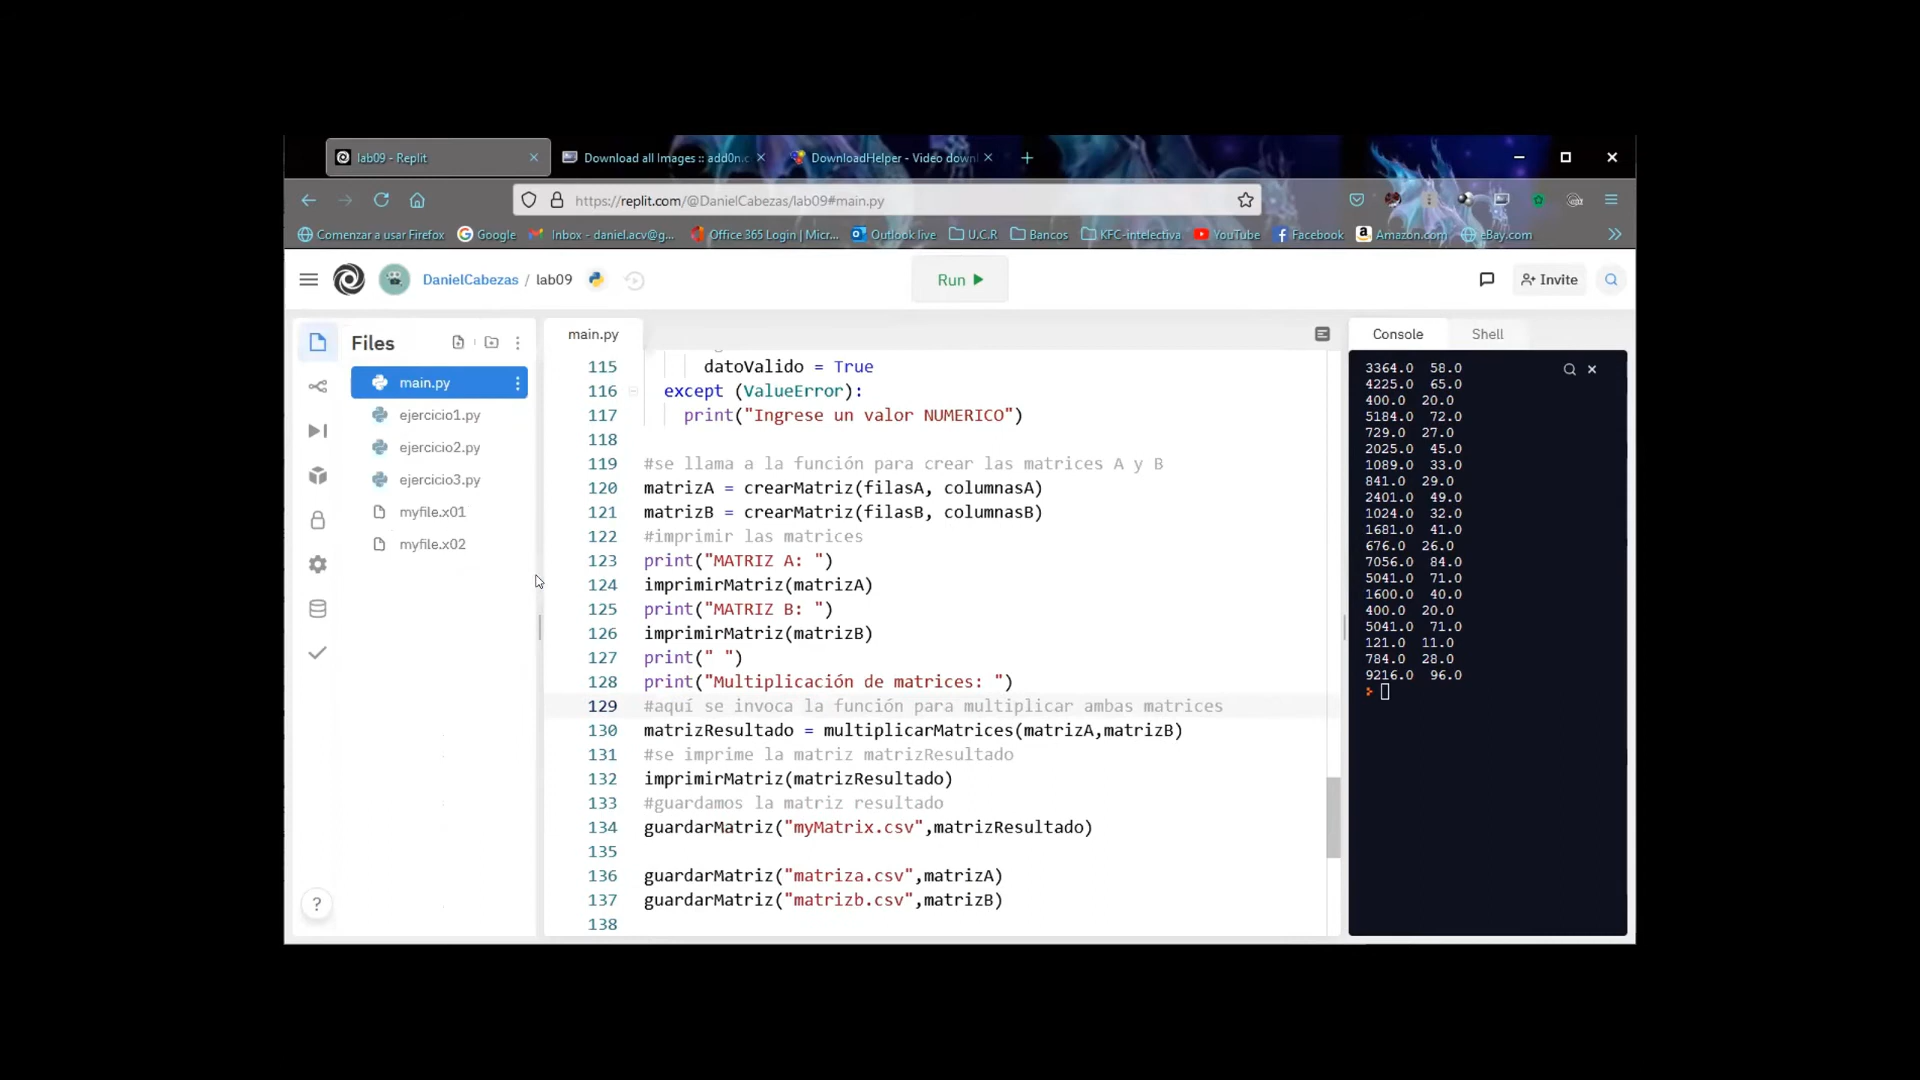 lab09 - Replit
Download all Images :: add0n.c
DownloadHelper - Video down
https://replit.com/@DanielCabezas/lab09#main.py
Comenzar a usar Firefox
Google
Inbox - daniel.acv@g...
Office 365 Login | Micr...
Outlook live
U.C.R
Bancos
KFC-intelectiva
YouTube
Facebook
Amazon.com
eBay.com
DanielCabezas / lab09
Run
Invite
Files
main.py
ejercicio1.py
ejercicio2.py
ejercicio3.py
myfile.x01
myfile.x02
?
main.py
115 datoValido = True
116 except (ValueError):
117 print("Ingrese un valor NUMERICO")
118
119 #se llama a la función para crear las matrices A y B
120 matrizA = crearMatriz(filasA, columnasA)
121 matrizB = crearMatriz(filasB, columnasB)
122 #imprimir las matrices
123 print("MATRIZ A: ")
124 imprimirMatriz(matrizA)
125 print("MATRIZ B: ")
126 imprimirMatriz(matrizB)
127 print(" ")
128 print("Multiplicación de matrices: ")
129 #aquí se invoca la función para multiplicar ambas matrices
130 matrizResultado = multiplicarMatrices(matrizA,matrizB)
131 #se imprime la matriz matrizResultado
132 imprimirMatriz(matrizResultado)
133 #guardamos la matriz resultado
134 guardarMatriz("myMatrix.csv",matrizResultado)
135
136 guardarMatriz("matriza.csv",matrizA)
137 guardarMatriz("matrizb.csv",matrizB)
138
Console
Shell
3364.0 58.0
4225.0 65.0
400.0 20.0
5184.0 72.0
729.0 27.0
2025.0 45.0
1089.0 33.0
841.0 29.0
2401.0 49.0
1024.0 32.0
1681.0 41.0
676.0 26.0
7056.0 84.0
5041.0 71.0
1600.0 40.0
400.0 20.0
5041.0 71.0
121.0 11.0
784.0 28.0
9216.0 96.0